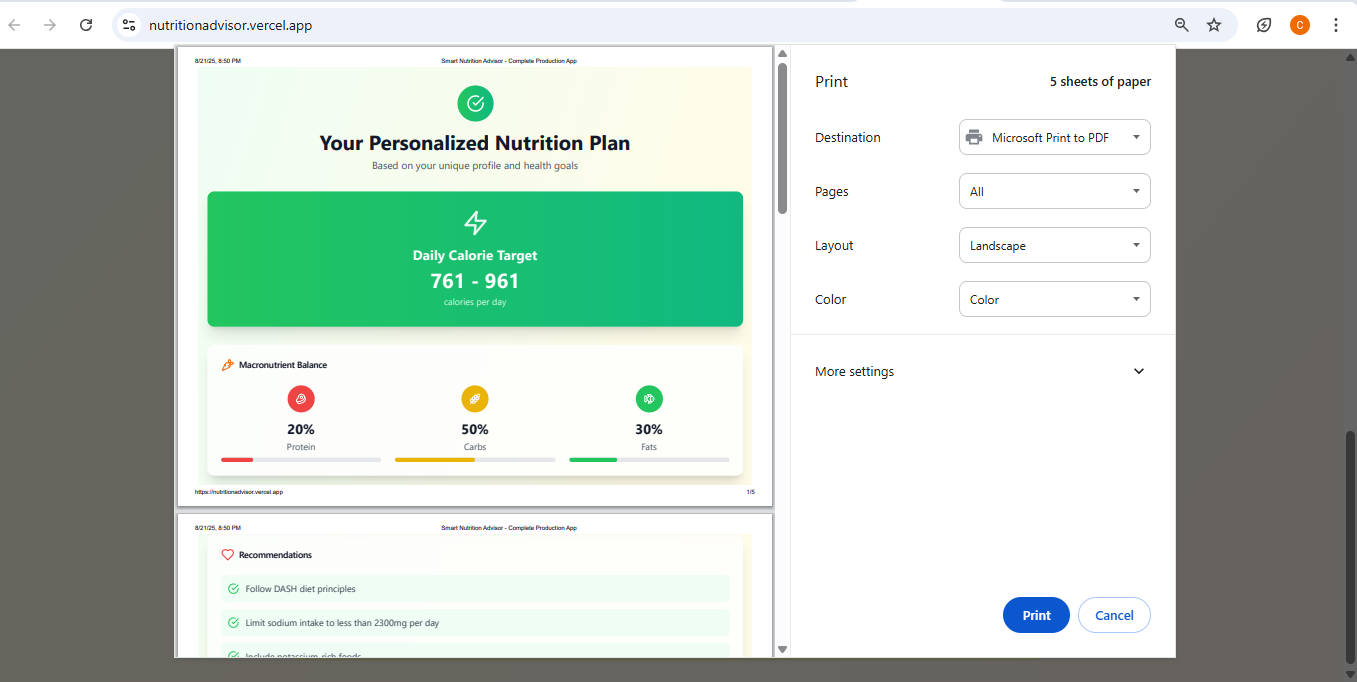 nutritionadvisor.vercel.app
C
8/21/25, 8:50 PM Smart Nutrition Advisor - Complete Production App
Your Personalized Nutrition Plan
Based on your unique profile and health goals
Daily Calorie Target
761 - 961
calories per day
Macronutrient Balance
20% 50% 30%
Protein Carbs Fats
https://nutritionadvisor.vercel.app 1/5
8/21/25, 8:50 PM Smart Nutrition Advisor - Complete Production App
Recommendations
Follow DASH diet principles
Limit sodium intake to less than 2300mg per day
Include potassium-rich foods
Print 5 sheets of paper
Destination Microsoft Print to PDF
Pages All
Layout Landscape
Color Color
More settings
Print Cancel